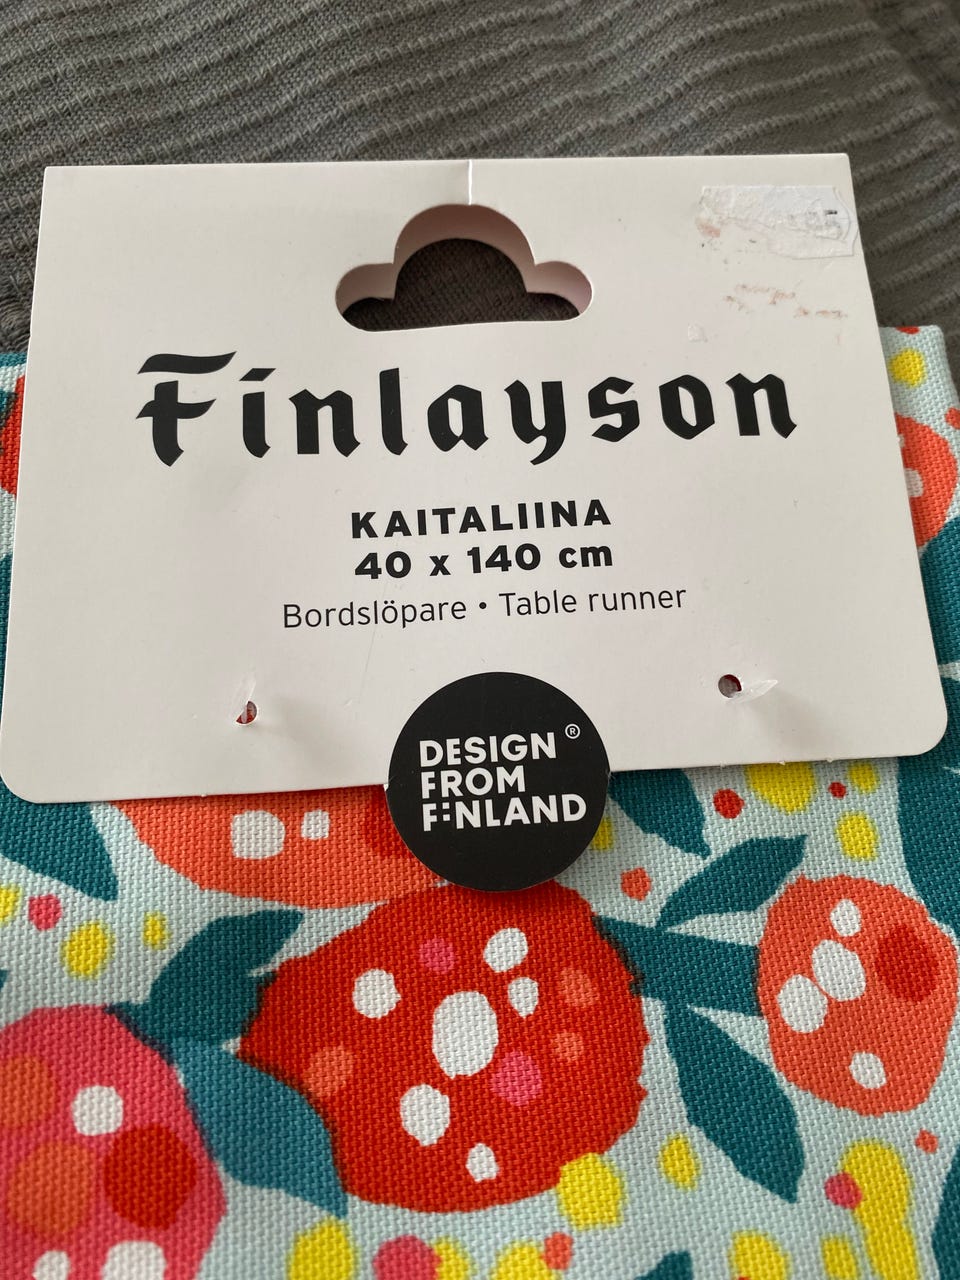 Finlayson
KAITALIINA
40 x 140 cm
Bordslöpare • Table runner
DESIGN ®
FROM
FINLAND